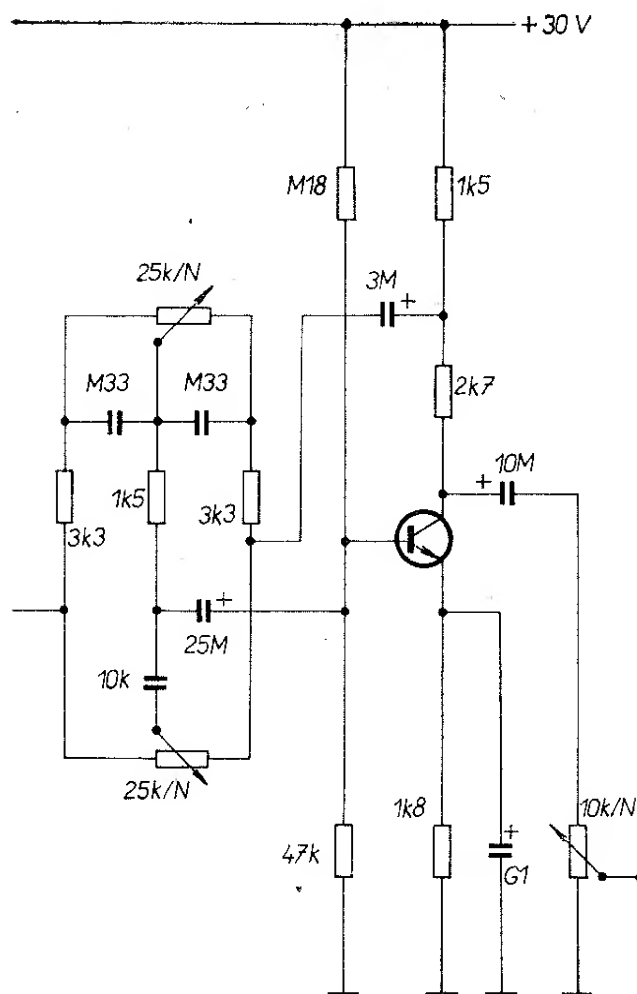 +30 V
M18
1k5
25k/N
3M
+
M33
M33
2k7
+
10M
1k5
3k3
3k3
+
25M
10k
25k/N
1k8
10k/N
+
47k
G1